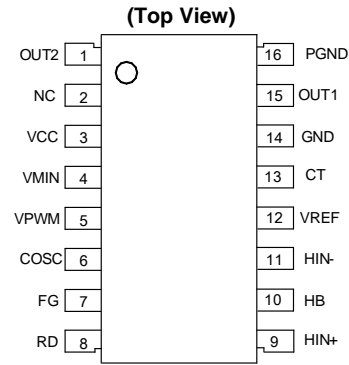 (Top View)
OUT2 1 16 PGND
NC 2 15 OUT1
VCC 3 14 GND
VMIN 4 13 CT
VPWM 5 12 VREF
COSC 6 11 HIN-
FG 7 10 HB
RD 8 9 HIN+